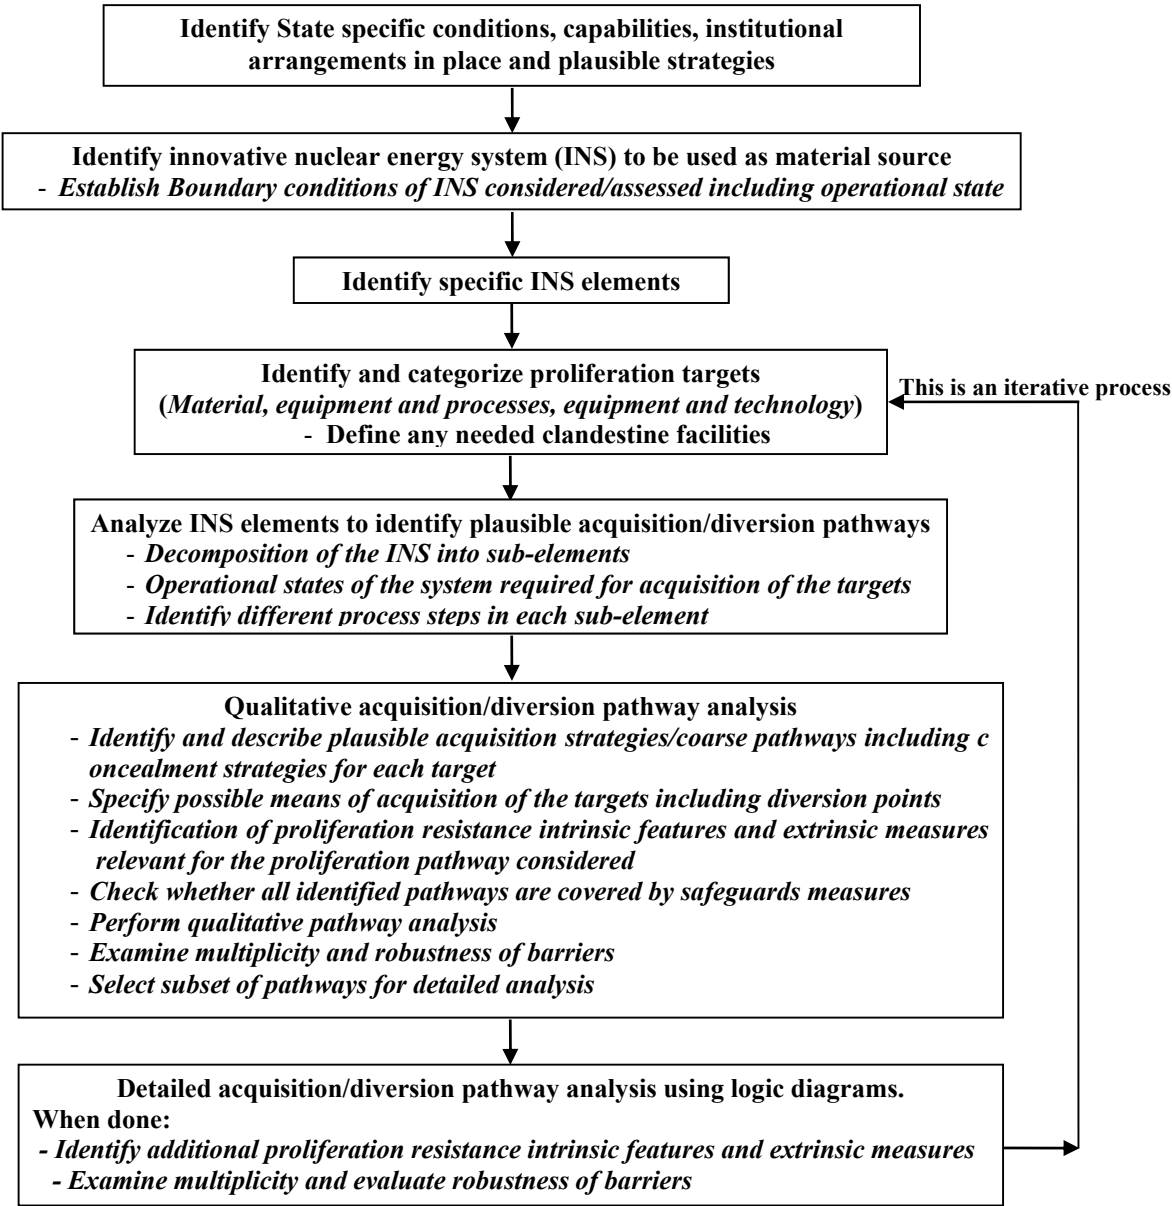 Identify State specific conditions, capabilities, institutional
arrangements in place and plausible strategies
Identify innovative nuclear energy system (INS) to be used as material source
- Establish Boundary conditions of INS considered/assessed including operational state
Identify specific INS elements
Identify and categorize proliferation targets
(Material, equipment and processes, equipment and technology)
- Define any needed clandestine facilities
This is an iterative process
Analyze INS elements to identify plausible acquisition/diversion pathways
- Decomposition of the INS into sub-elements
- Operational states of the system required for acquisition of the targets
- Identify different process steps in each sub-element
Qualitative acquisition/diversion pathway analysis
- Identify and describe plausible acquisition strategies/coarse pathways including c
oncealment strategies for each target
- Specify possible means of acquisition of the targets including diversion points
- Identification of proliferation resistance intrinsic features and extrinsic measures
relevant for the proliferation pathway considered
- Check whether all identified pathways are covered by safeguards measures
- Perform qualitative pathway analysis
- Examine multiplicity and robustness of barriers
- Select subset of pathways for detailed analysis
Detailed acquisition/diversion pathway analysis using logic diagrams.
When done:
- Identify additional proliferation resistance intrinsic features and extrinsic measures
- Examine multiplicity and evaluate robustness of barriers